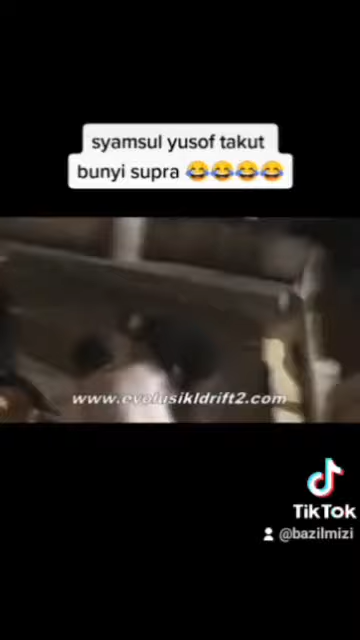 syamsul yusof takut
bunyi supra 😂😂😂😂
www.evolusikldrift2.com
TikTok
@bazilmizi